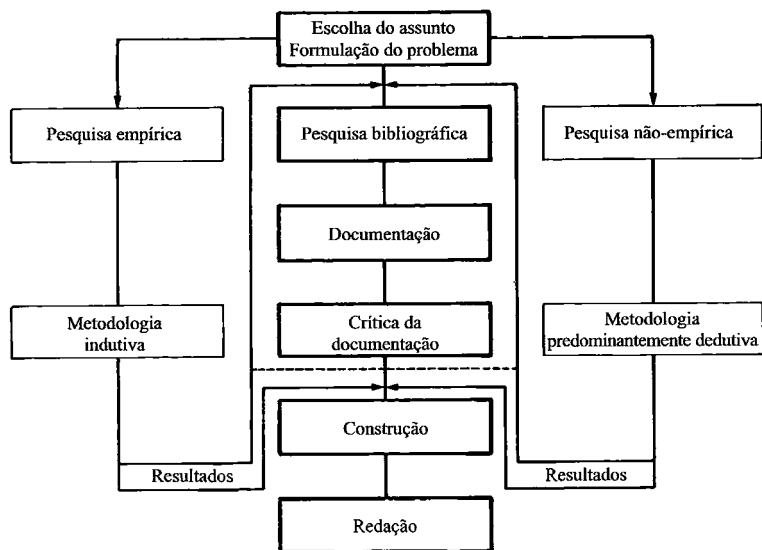 Escolha do assunto
Formulação do problema
Pesquisa empírica
Pesquisa bibliográfica
Pesquisa não-empírica
Documentação
Metodologia
indutiva
Crítica da
documentação
Metodologia
predominantemente dedutiva
Construção
Resultados
Resultados
Redação